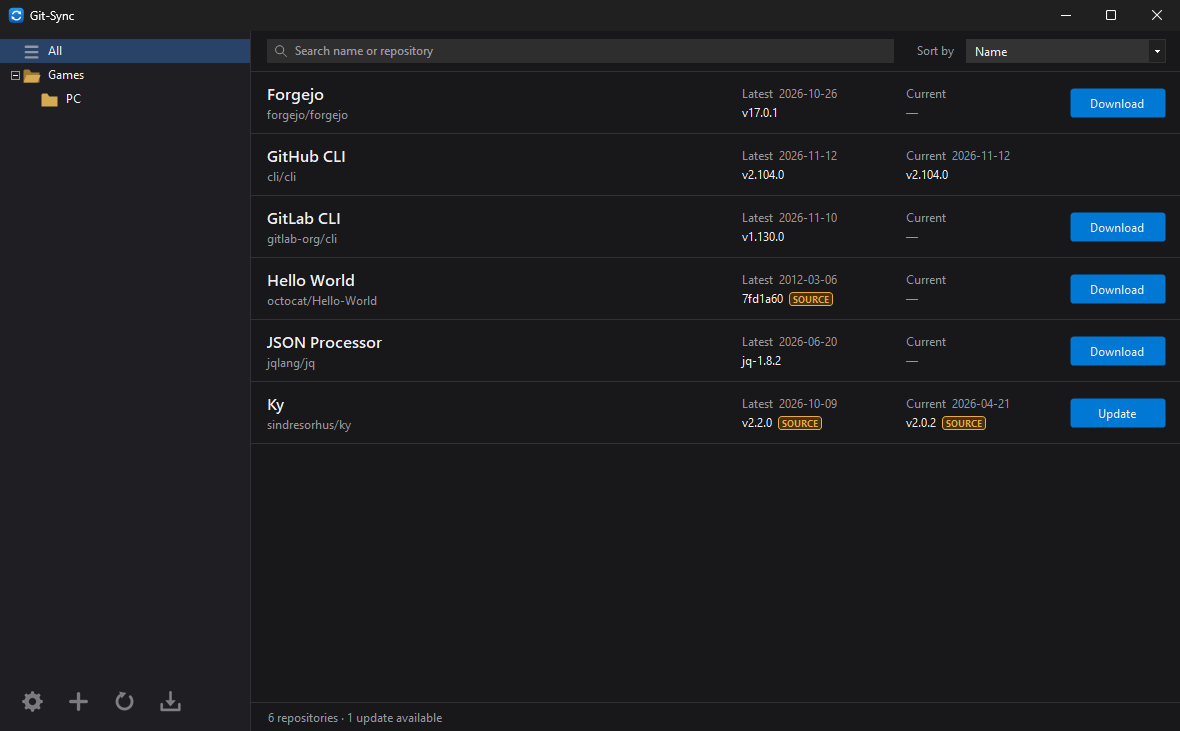 Git-Sync
All
Games
PC
Search name or repository
Sort by Name
Forgejo
forgejo/forgejo
Latest 2026-10-26
v17.0.1
Current
—
Download
GitHub CLI
cli/cli
Latest 2026-11-12
v2.104.0
Current 2026-11-12
v2.104.0
GitLab CLI
gitlab-org/cli
Latest 2026-11-10
v1.130.0
Current
—
Download
Hello World
octocat/Hello-World
Latest 2012-03-06
7fd1a60 SOURCE
Current
—
Download
JSON Processor
jqlang/jq
Latest 2026-06-20
jq-1.8.2
Current
—
Download
Ky
sindresorhus/ky
Latest 2026-10-09
v2.2.0 SOURCE
Current 2026-04-21
v2.0.2 SOURCE
Update
6 repositories · 1 update available